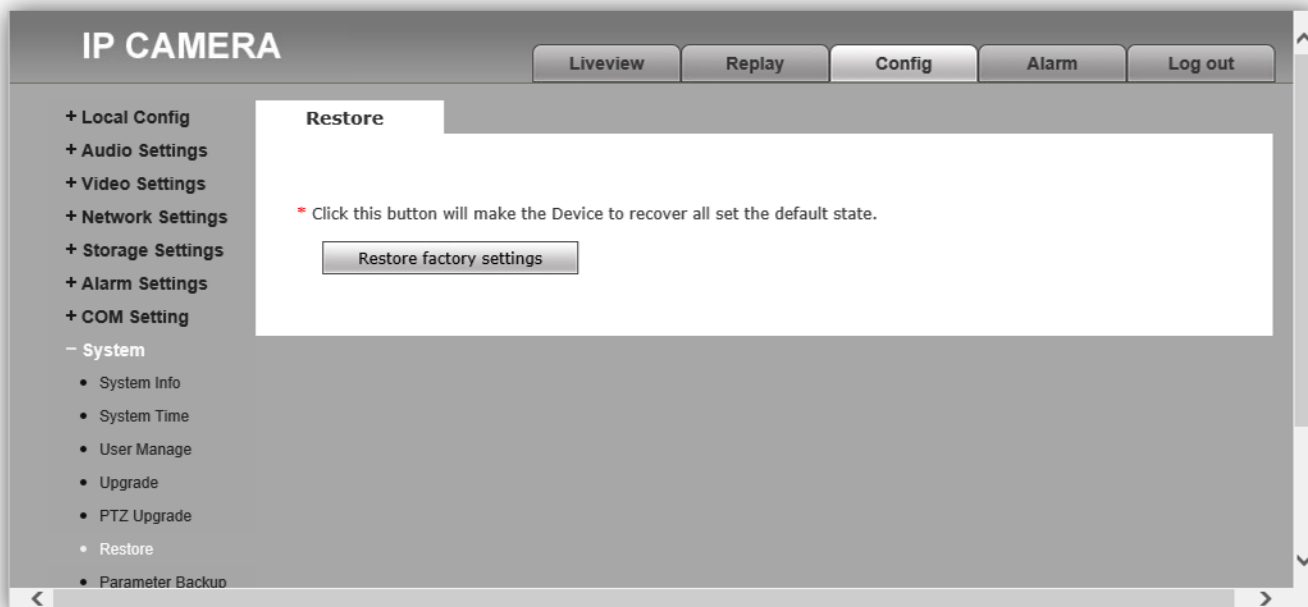 IP CAMERA
Liveview
Replay
Config
Alarm
Log out
+ Local Config
+ Audio Settings
+ Video Settings
+ Network Settings
+ Storage Settings
+ Alarm Settings
+ COM Setting
− System
• System Info
• System Time
• User Manage
• Upgrade
• PTZ Upgrade
• Restore
• Parameter Backup
Restore
* Click this button will make the Device to recover all set the default state.
Restore factory settings